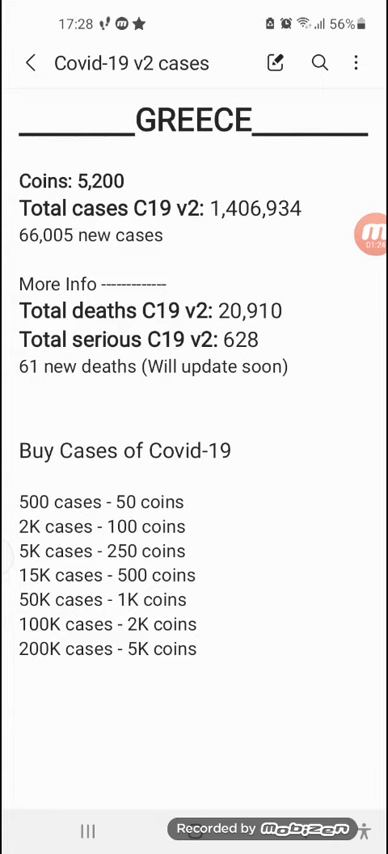 17:28 56%
Covid-19 v2 cases
______GREECE______
Coins: 5,200
Total cases C19 v2: 1,406,934
66,005 new cases
More Info -------------
Total deaths C19 v2: 20,910
Total serious C19 v2: 628
61 new deaths (Will update soon)
Buy Cases of Covid-19
500 cases - 50 coins
2K cases - 100 coins
5K cases - 250 coins
15K cases - 500 coins
50K cases - 1K coins
100K cases - 2K coins
200K cases - 5K coins
01:24
Recorded by MOBIZEN